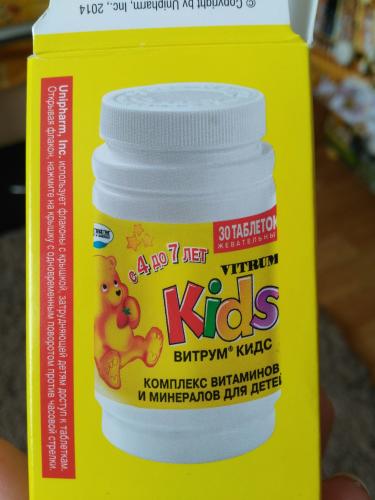 © Copyright by Unipharm, Inc., 2014
Unipharm, Inc. использует флаконы с крышкой, затрудняющей детям доступ к таблеткам.
Открывая флакон, нажмите на крышку с одновременным поворотом против часовой стрелки.
30 ТАБЛЕТОК
ЖЕВАТЕЛЬНЫ
с 4 до 7 лет
VITRUM
Kids
ВИТРУМ® КИДС
КОМПЛЕКС ВИТАМИНОВ
И МИНЕРАЛОВ ДЛЯ ДЕТЕЙ